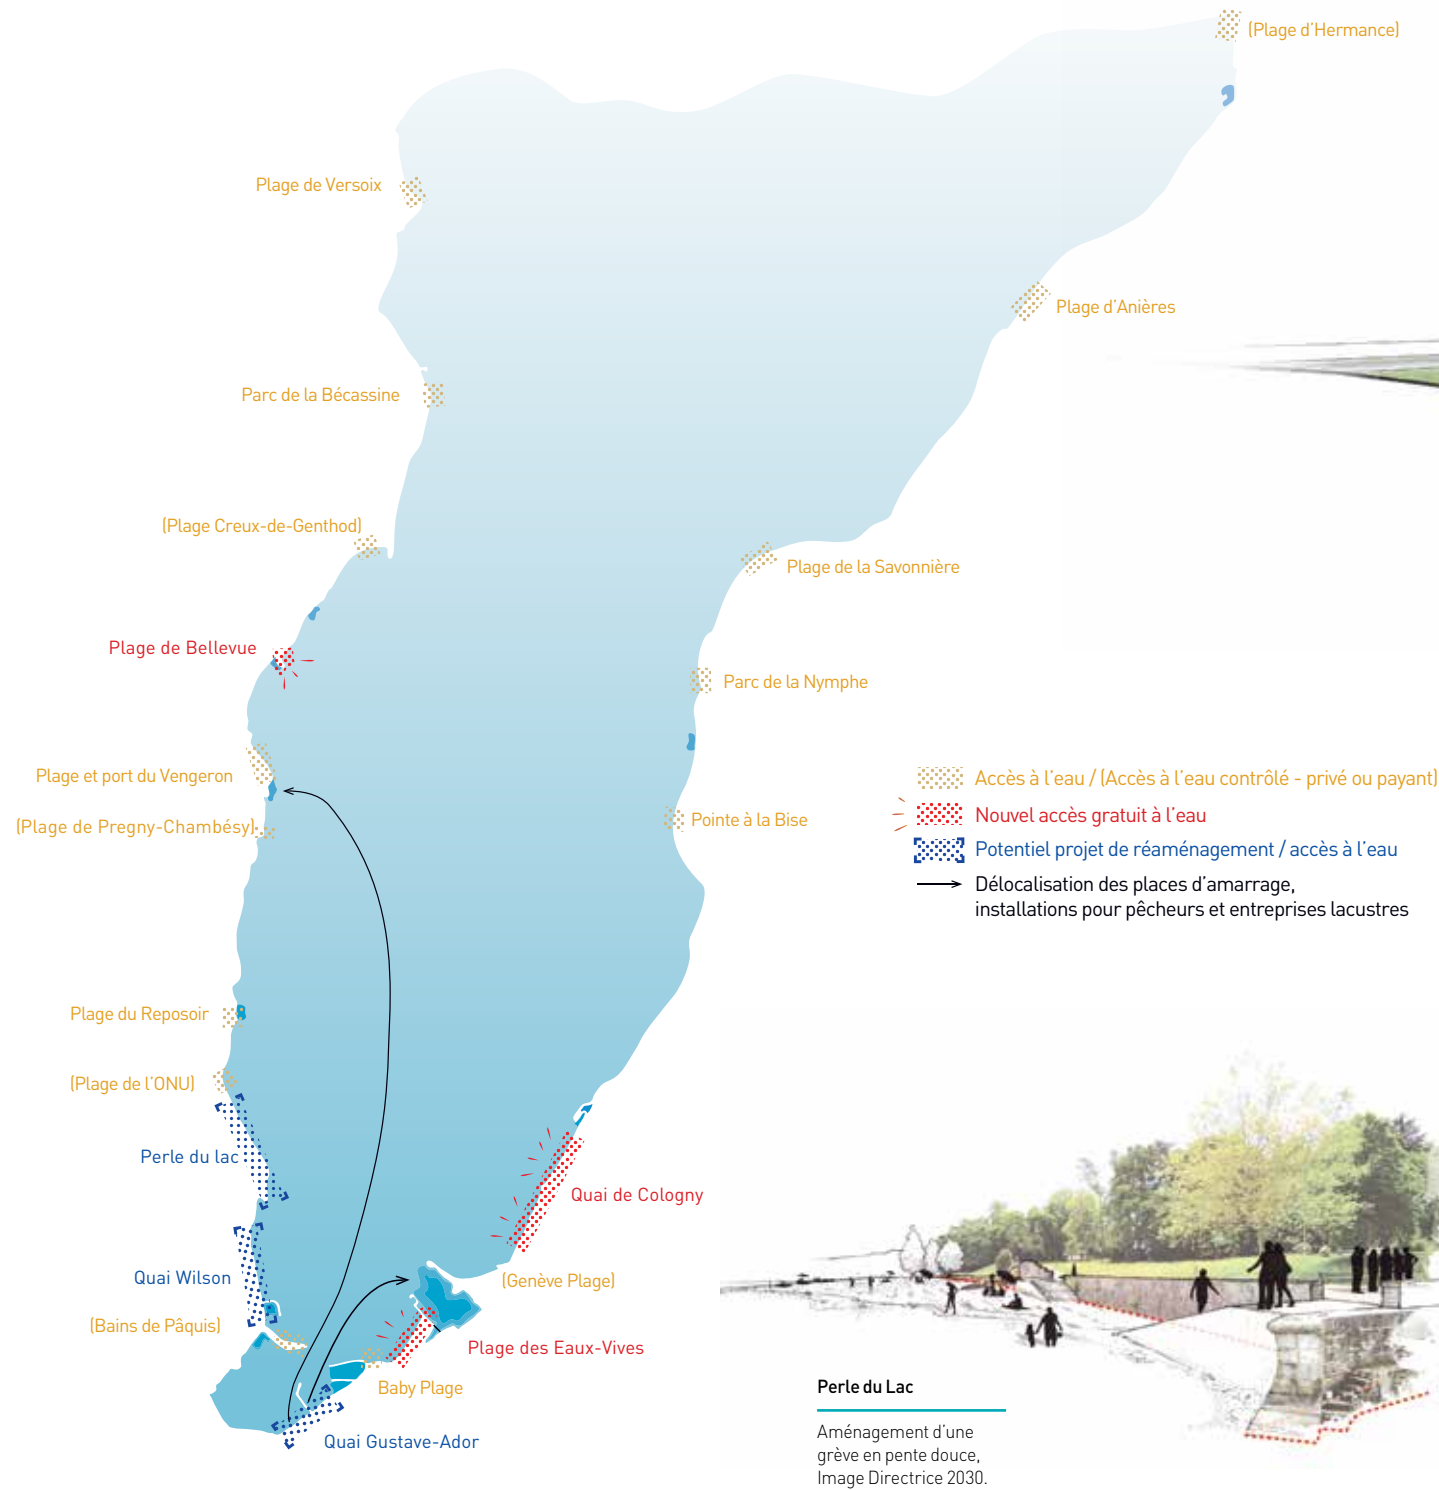 (Plage d'Hermance)
Plage de Versoix
Plage d'Anières
Parc de la Bécassine
(Plage Creux-de-Genthod)
Plage de la Savonnière
Plage de Bellevue
Parc de la Nymphe
Plage et port du Vengeron
(Plage de Pregny-Chambésy)
Pointe à la Bise
Accès à l'eau / (Accès à l'eau contrôlé - privé ou payant)
Nouvel accès gratuit à l'eau
Potentiel projet de réaménagement / accès à l'eau
Délocalisation des places d'amarrage,
installations pour pêcheurs et entreprises lacustres
Plage du Reposoir
(Plage de l'ONU)
Perle du lac
Quai de Cologny
Quai Wilson
(Genève Plage)
(Bains de Pâquis)
Plage des Eaux-Vives
Baby Plage
Quai Gustave-Ador
Perle du Lac
Aménagement d'une
grève en pente douce,
Image Directrice 2030.